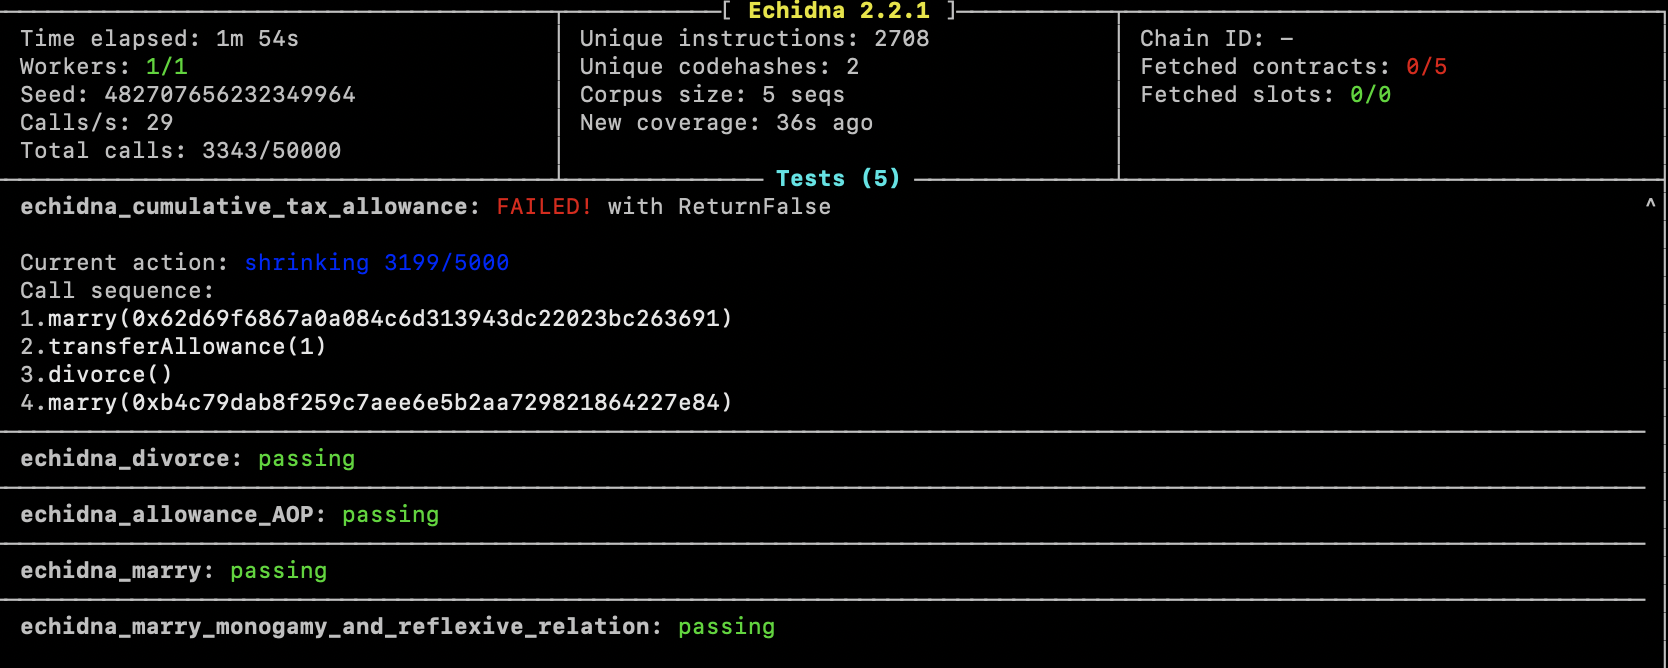 [ Echidna 2.2.1 ]
Time elapsed: 1m 54s
Workers: 1/1
Seed: 482707656232349964
Calls/s: 29
Total calls: 3343/50000
Unique instructions: 2708
Unique codehashes: 2
Corpus size: 5 seqs
New coverage: 36s ago
Chain ID: –
Fetched contracts: 0/5
Fetched slots: 0/0
Tests (5)
echidna_cumulative_tax_allowance: FAILED! with ReturnFalse
^
Current action: shrinking 3199/5000
Call sequence:
1.marry(0x62d69f6867a0a084c6d313943dc22023bc263691)
2.transferAllowance(1)
3.divorce()
4.marry(0xb4c79dab8f259c7aee6e5b2aa729821864227e84)
echidna_divorce: passing
echidna_allowance_AOP: passing
echidna_marry: passing
echidna_marry_monogamy_and_reflexive_relation: passing